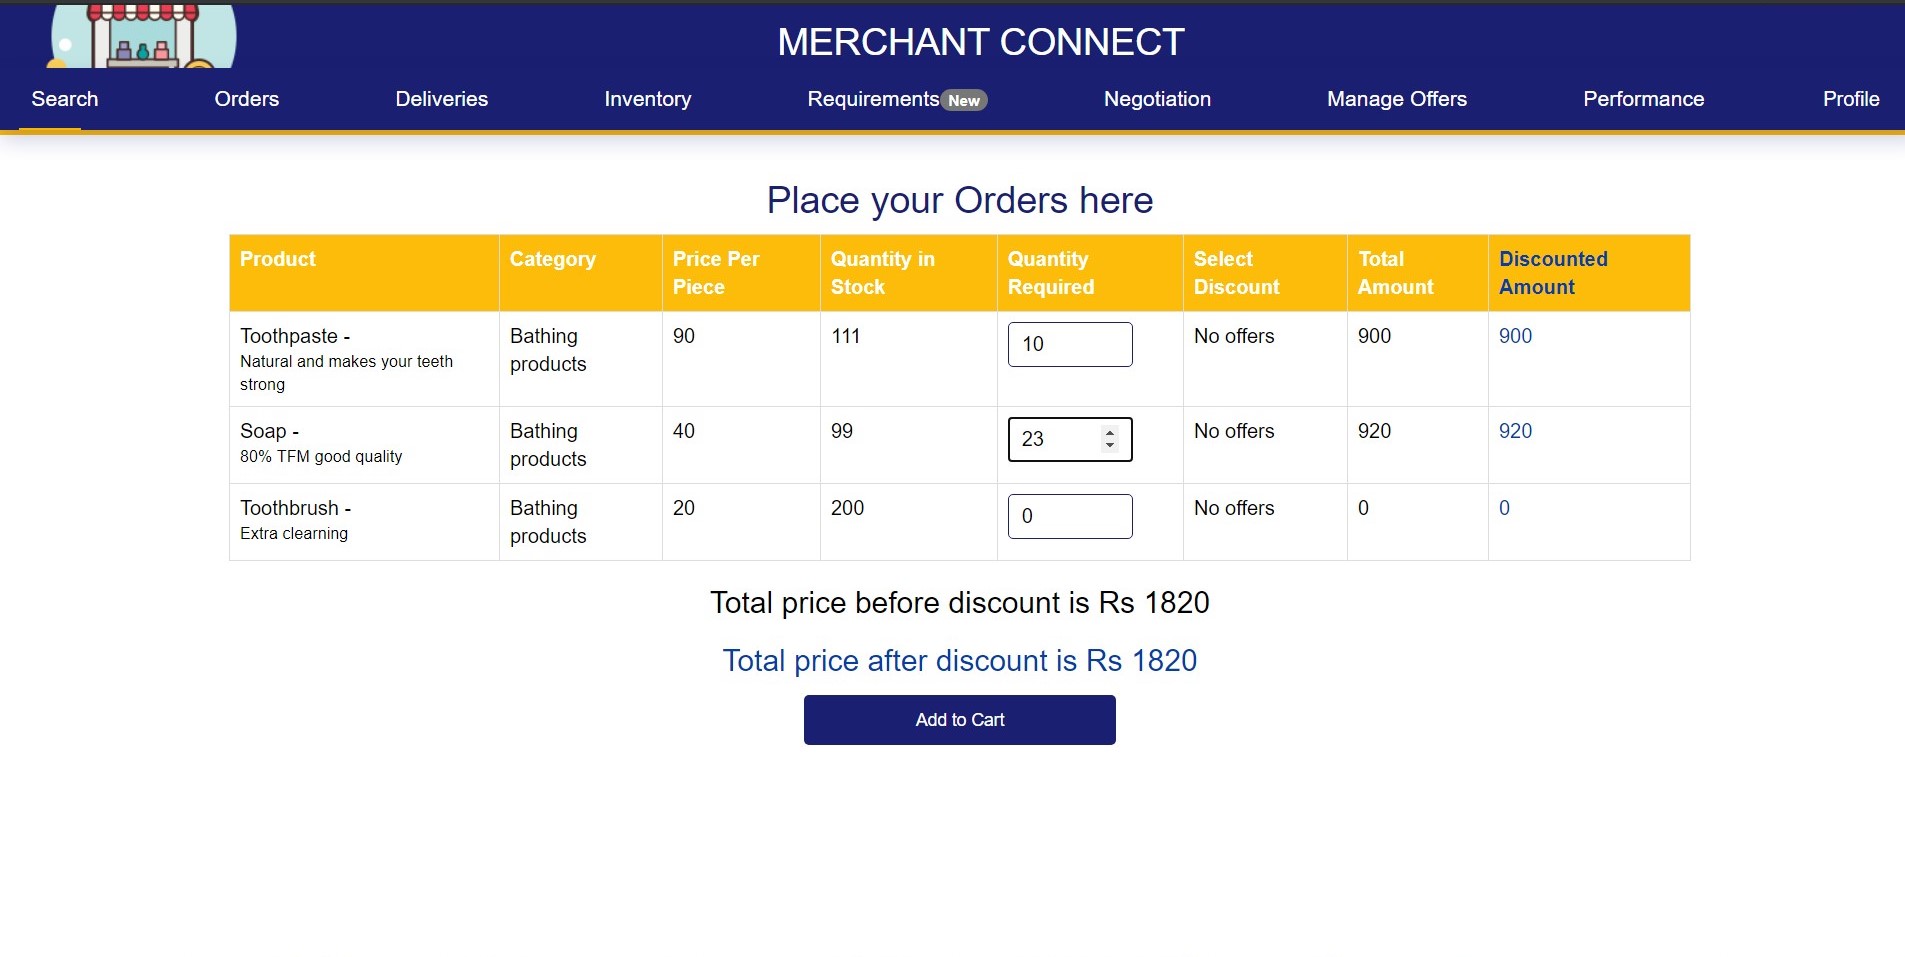 MERCHANT CONNECT
Search Orders Deliveries Inventory Requirements New Negotiation Manage Offers Performance Profile
Place your Orders here
Product Category Price Per Piece Quantity in Stock Quantity Required Select Discount Total Amount Discounted Amount
Toothpaste - Bathing products 90 111 10 No offers 900 900
Natural and makes your teeth
strong
Soap - Bathing products 40 99 23 No offers 920 920
80% TFM good quality
Toothbrush - Bathing products 20 200 0 No offers 0 0
Extra clearning
Total price before discount is Rs 1820
Total price after discount is Rs 1820
Add to Cart